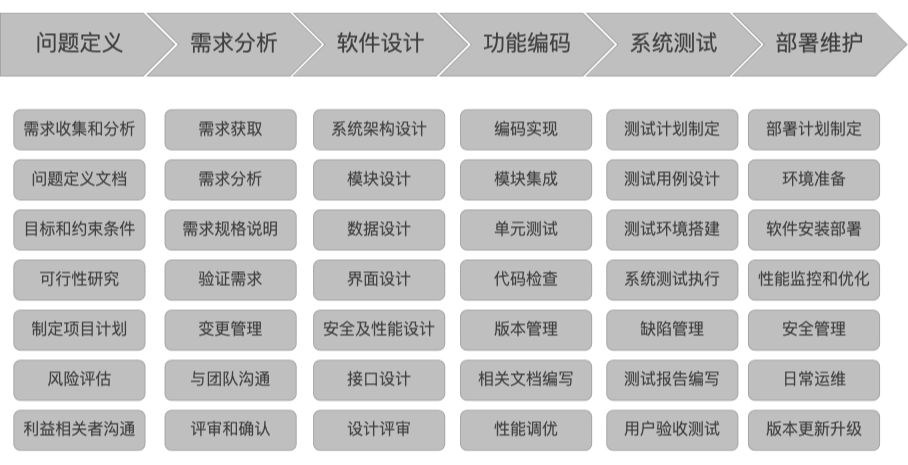 问题定义
需求分析
软件设计
功能编码
系统测试
部署维护
需求收集和分析
需求获取
系统架构设计
编码实现
测试计划制定
部署计划制定
问题定义文档
需求分析
模块设计
模块集成
测试用例设计
环境准备
目标和约束条件
需求规格说明
数据设计
单元测试
测试环境搭建
软件安装部署
可行性研究
验证需求
界面设计
代码检查
系统测试执行
性能监控和优化
制定项目计划
变更管理
安全及性能设计
版本管理
缺陷管理
安全管理
风险评估
与团队沟通
接口设计
相关文档编写
测试报告编写
日常运维
利益相关者沟通
评审和确认
设计评审
性能调优
用户验收测试
版本更新升级